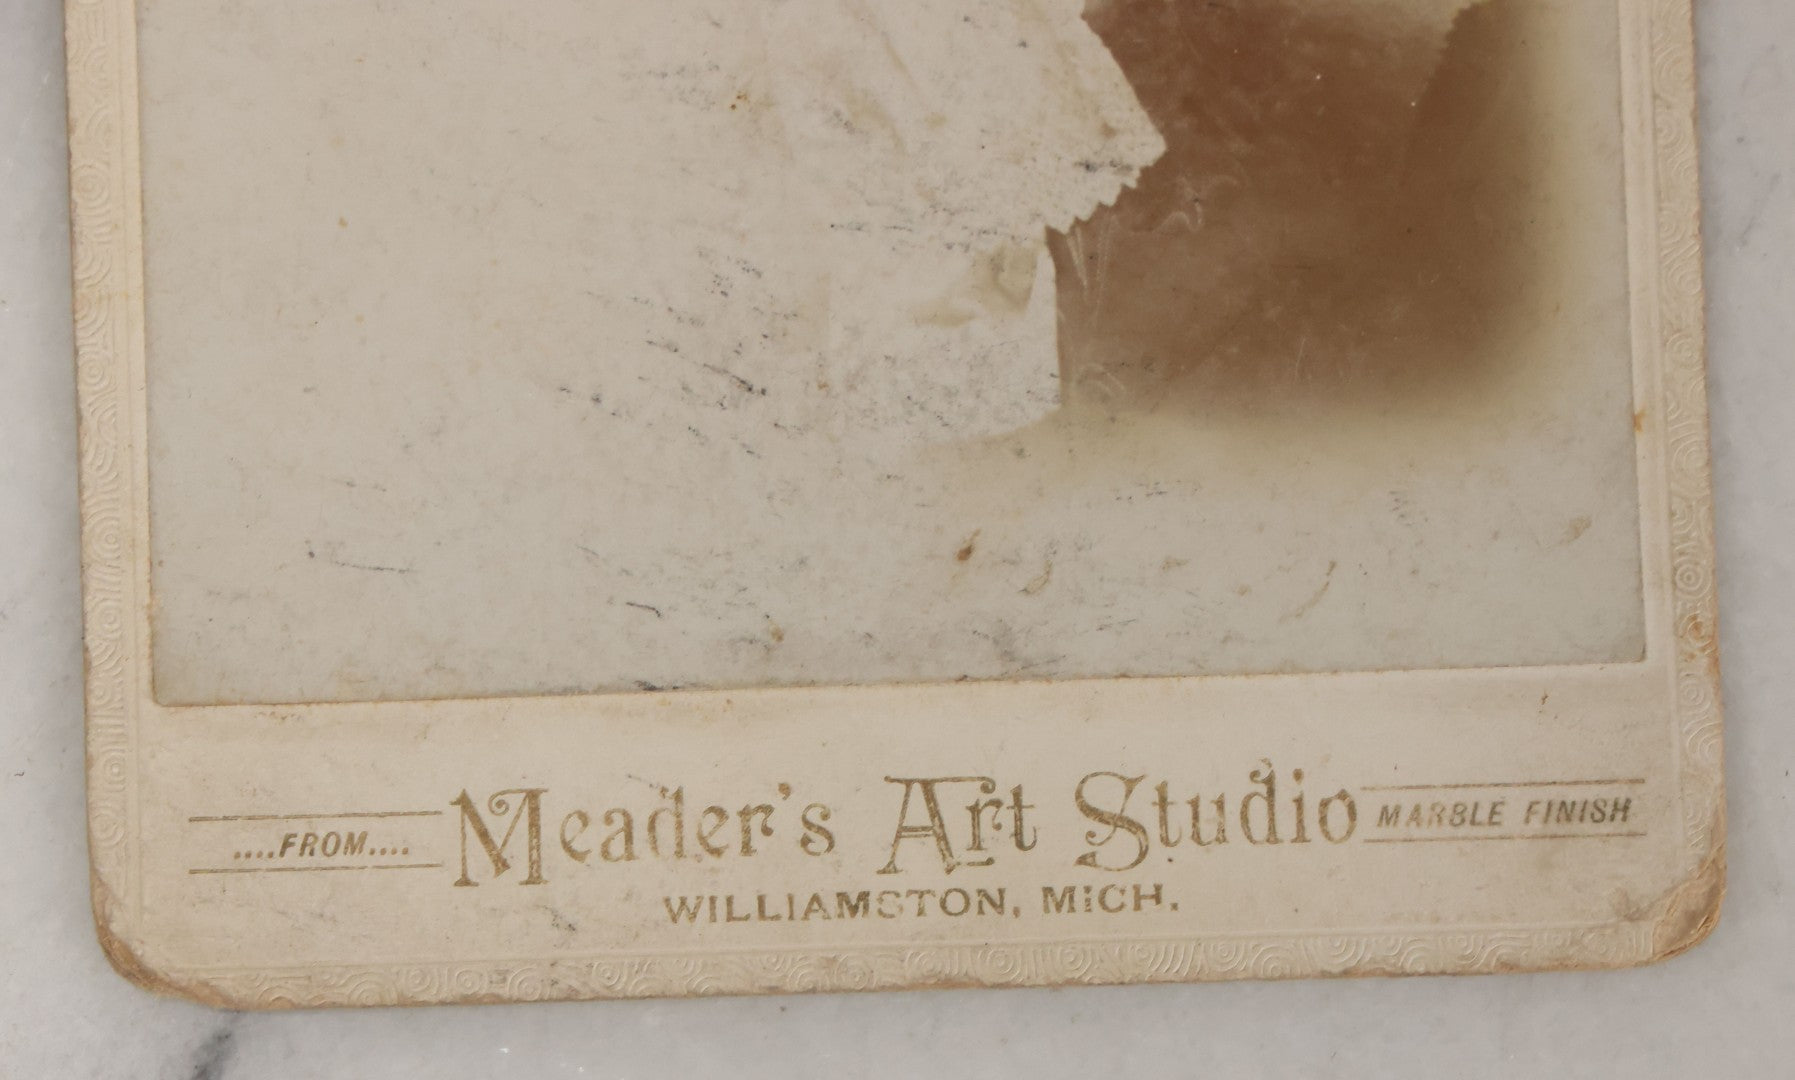 ....FROM.... Meader's Art Studio MARBLE FINISH
WILLIAMSTON, MICH.